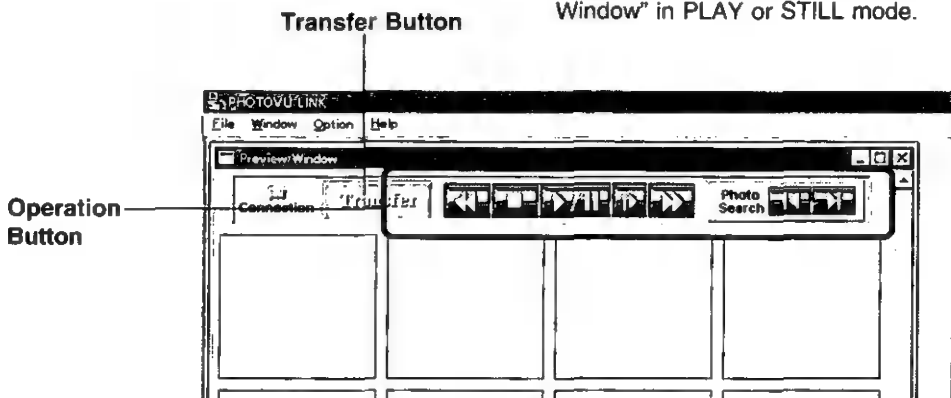 Window" in PLAY or STILL mode.
Transfer Button
PHOTOVU LINK
File Window Option Help
Preview Window
Connection Transfer Photo Search
Operation Button